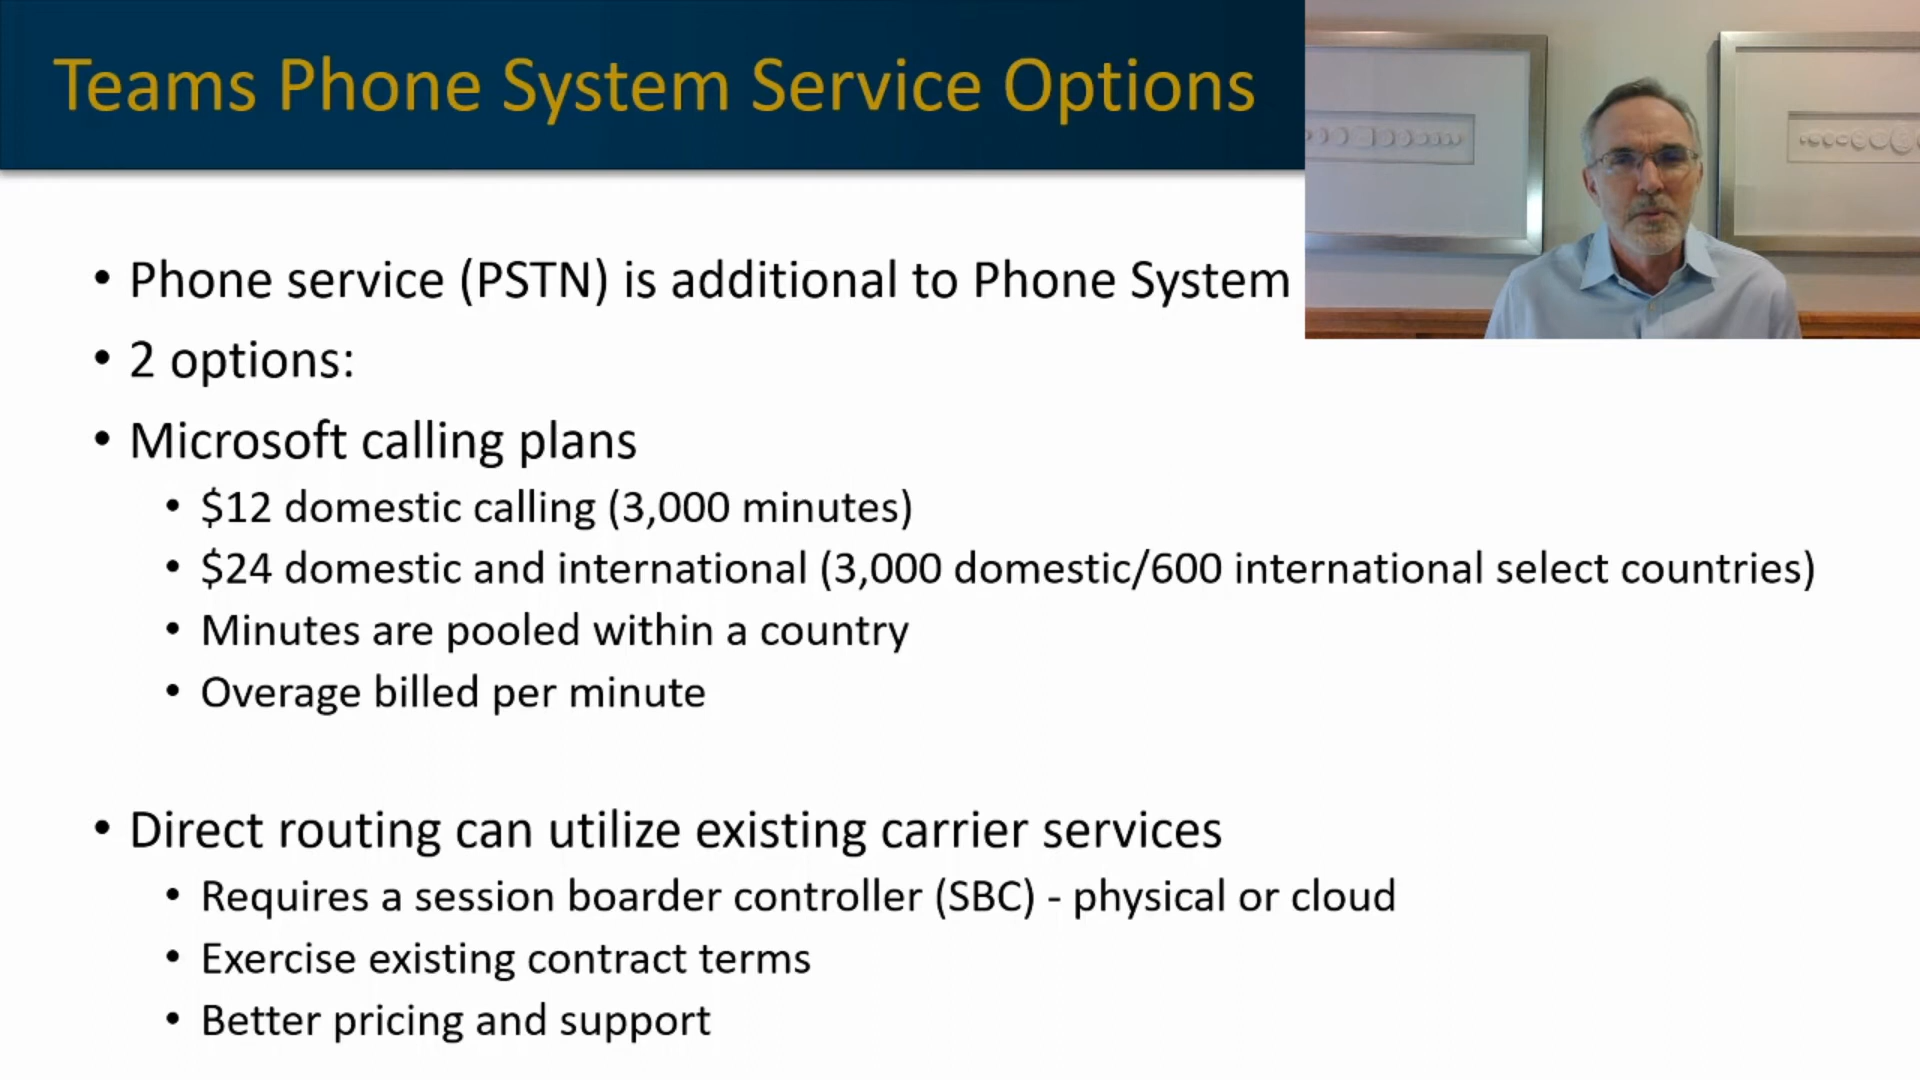 Teams Phone System Service Options
• Phone service (PSTN) is additional to Phone System
• 2 options:
• Microsoft calling plans
• $12 domestic calling (3,000 minutes)
• $24 domestic and international (3,000 domestic/600 international select countries)
• Minutes are pooled within a country
• Overage billed per minute
• Direct routing can utilize existing carrier services
• Requires a session boarder controller (SBC) - physical or cloud
• Exercise existing contract terms
• Better pricing and support